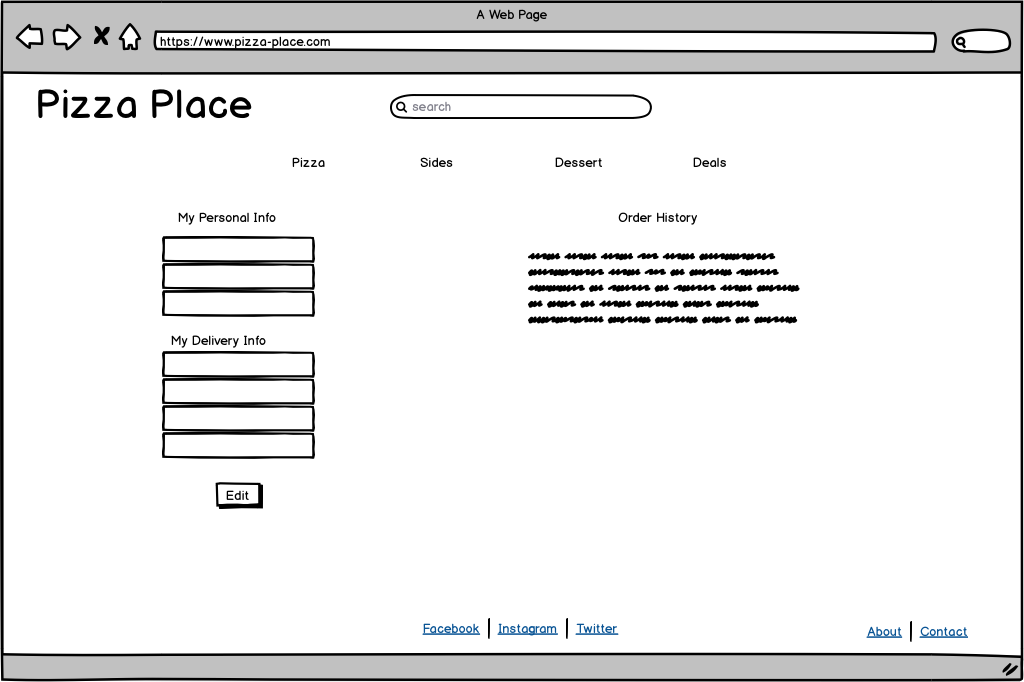 A Web Page
https://www.pizza-place.com
Pizza Place
search
Pizza Sides Dessert Deals
My Personal Info
Order History
My Delivery Info
Edit
Facebook Instagram Twitter
About Contact